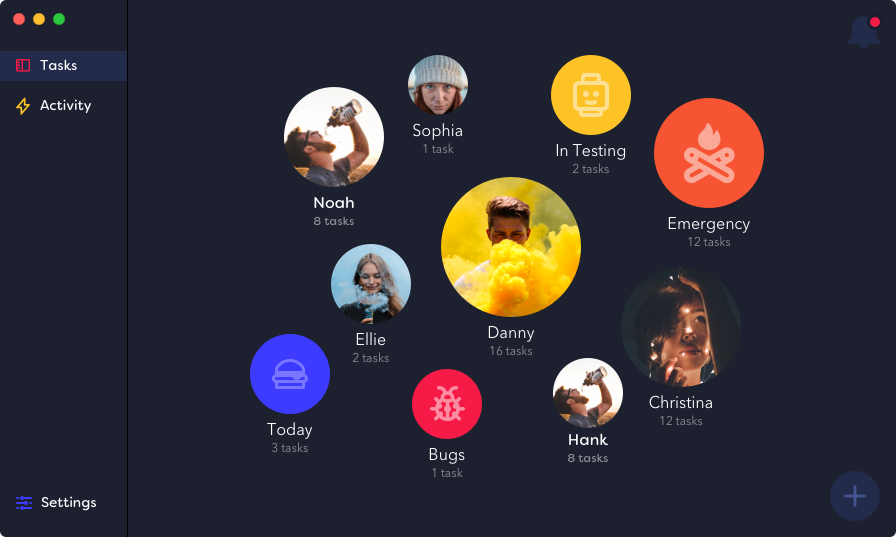 Tasks
Activity
Settings
Sophia
1 task
In Testing
2 tasks
Noah
8 tasks
Emergency
12 tasks
Ellie
2 tasks
Danny
16 tasks
Christina
12 tasks
Today
3 tasks
Hank
8 tasks
Bugs
1 task